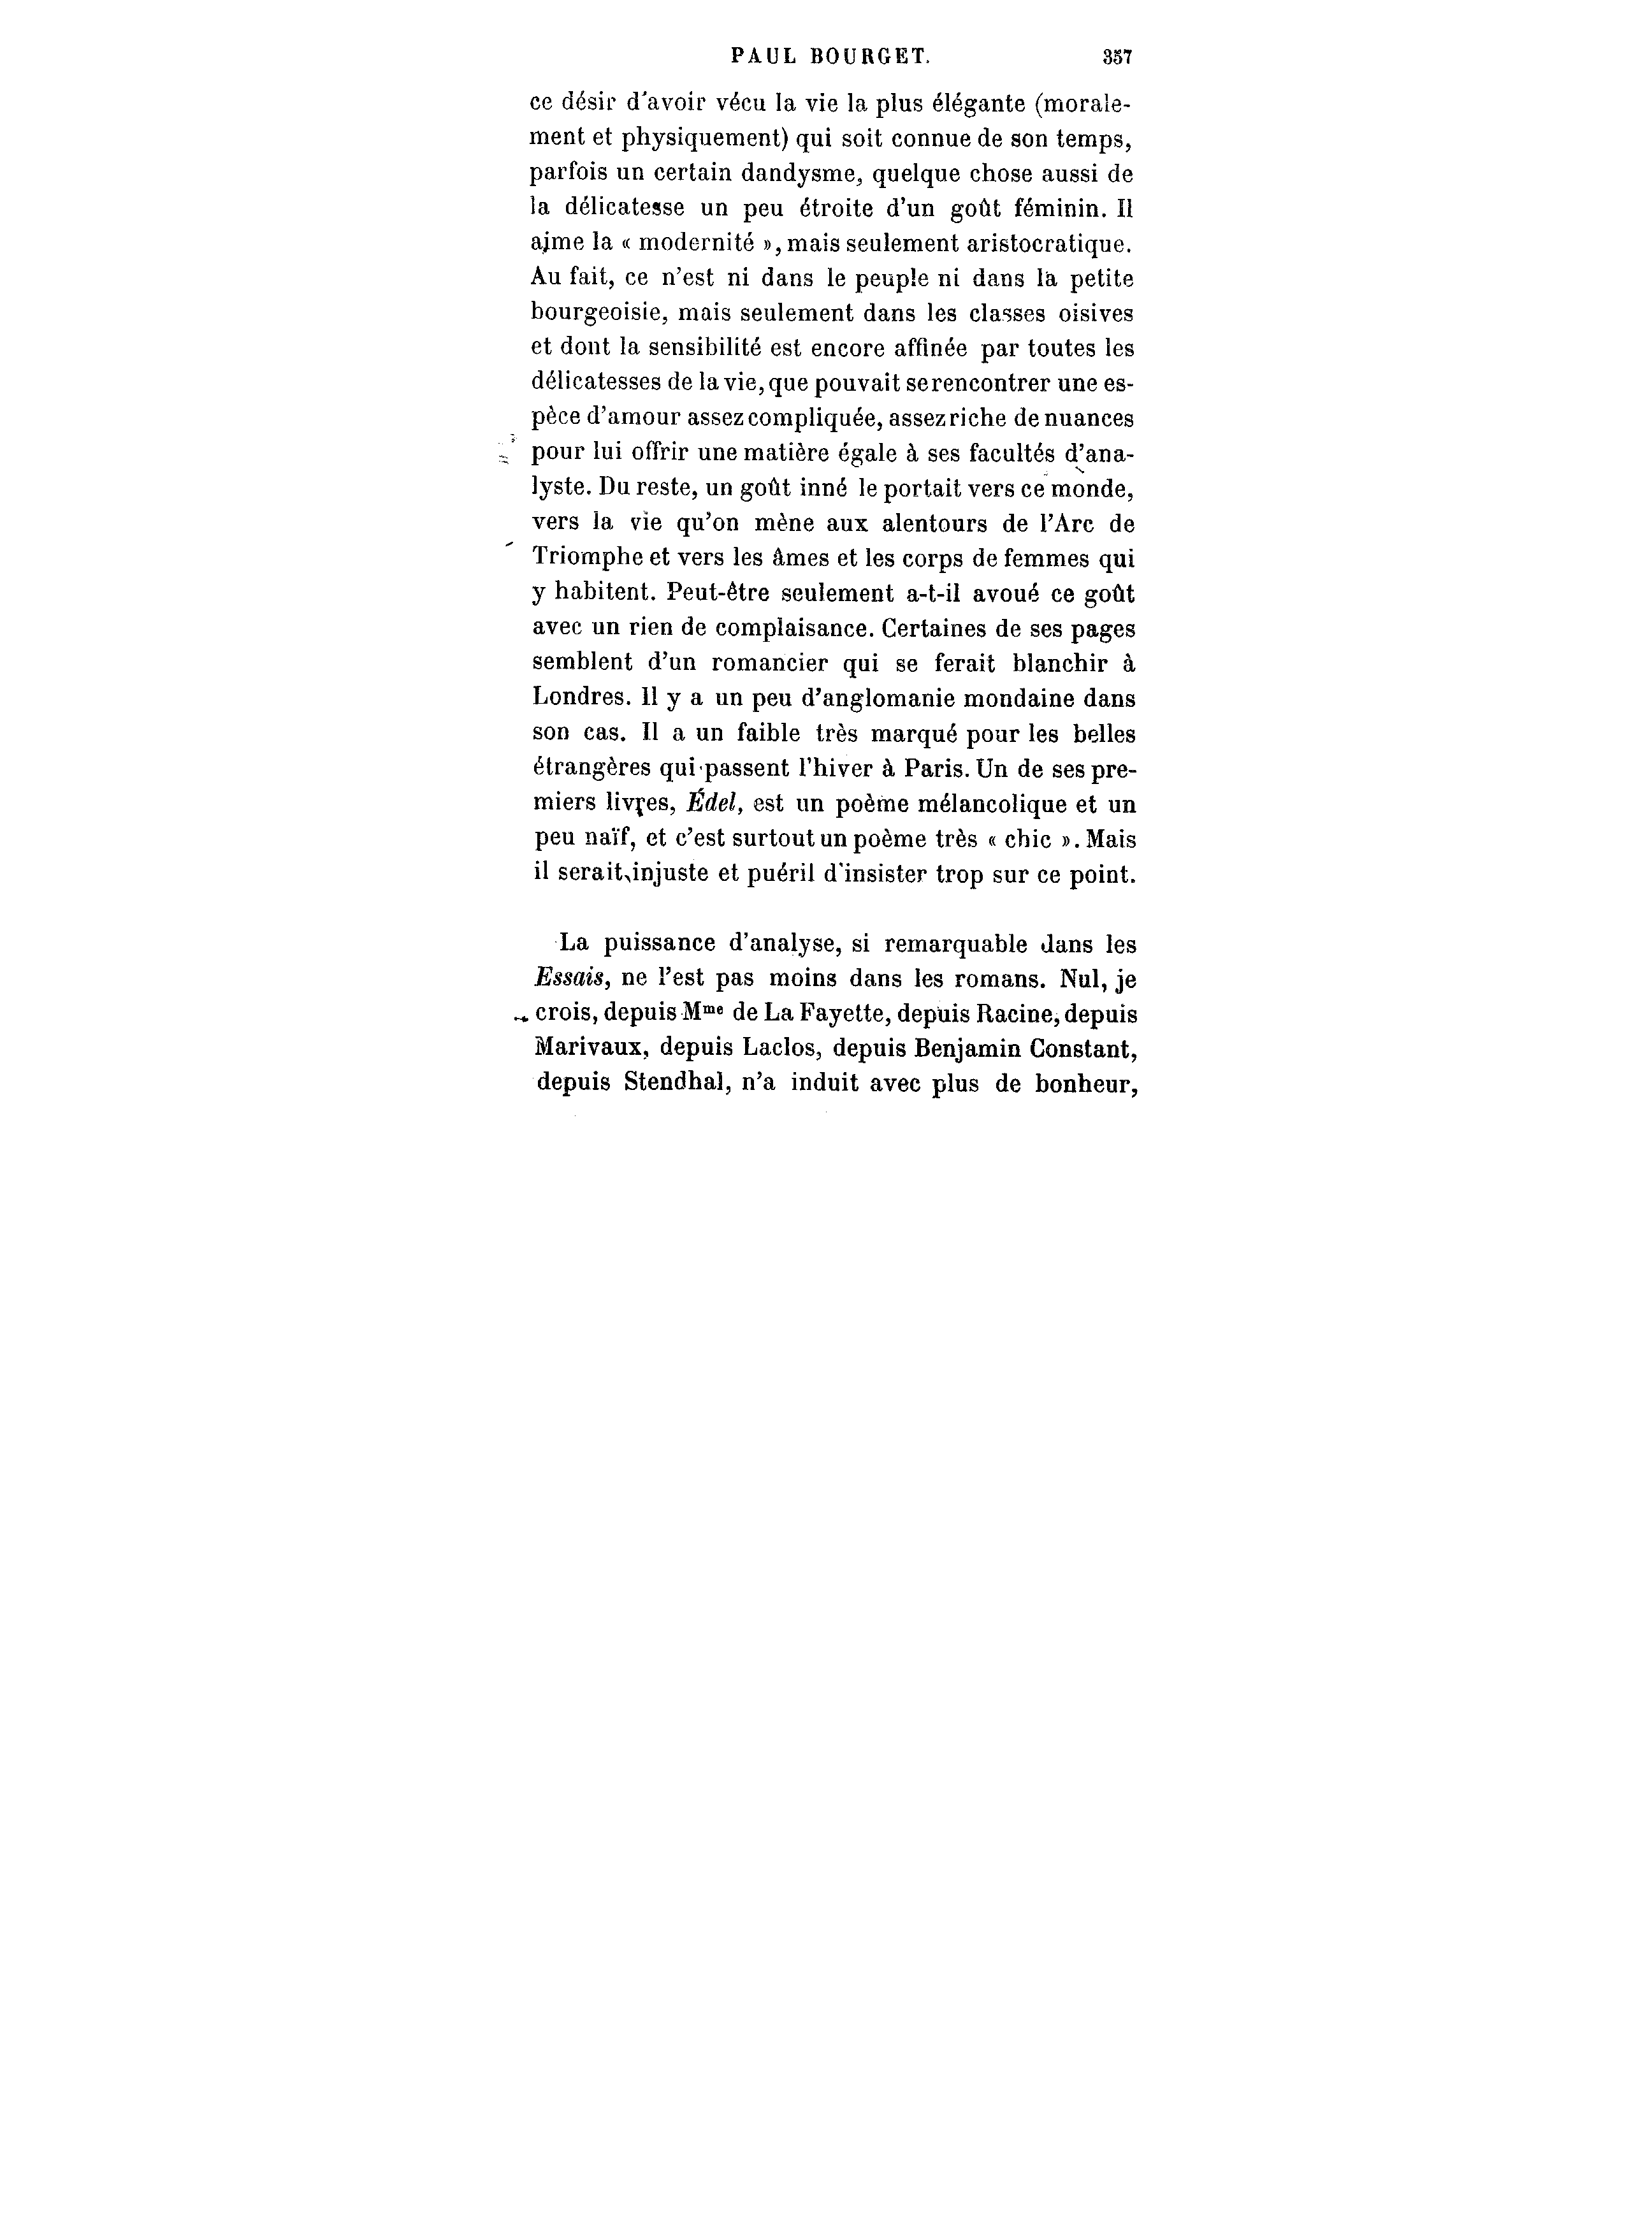 PAUL BOURGET. 357
ce désir d'avoir vécu la vie la plus élégante (morale-
ment et physiquement) qui soit connue de son temps,
parfois un certain dandysme, quelque chose aussi de
la délicatesse un peu étroite d'un goût féminin. Il
aime la « modernité », mais seulement aristocratique.
Au fait, ce n'est ni dans le peuple ni dans la petite
bourgeoisie, mais seulement dans les classes oisives
et dont la sensibilité est encore affinée par toutes les
délicatesses de la vie, que pouvait se rencontrer une es-
pèce d'amour assez compliquée, assez riche de nuances
pour lui offrir une matière égale à ses facultés d'ana-
lyste. Du reste, un goût inné le portait vers ce monde,
vers la vie qu'on mène aux alentours de l'Arc de
Triomphe et vers les âmes et les corps de femmes qui
y habitent. Peut-être seulement a-t-il avoué ce goût
avec un rien de complaisance. Certaines de ses pages
semblent d'un romancier qui se ferait blanchir à
Londres. Il y a un peu d'anglomanie mondaine dans
son cas. Il a un faible très marqué pour les belles
étrangères qui passent l'hiver à Paris. Un de ses pre-
miers livres, Édel, est un poème mélancolique et un
peu naïf, et c'est surtout un poème très « chic ». Mais
il serait injuste et puéril d'insister trop sur ce point.
La puissance d'analyse, si remarquable dans les
Essais, ne l'est pas moins dans les romans. Nul, je
crois, depuis Mme de La Fayette, depuis Racine, depuis
Marivaux, depuis Laclos, depuis Benjamin Constant,
depuis Stendhal, n'a induit avec plus de bonheur,